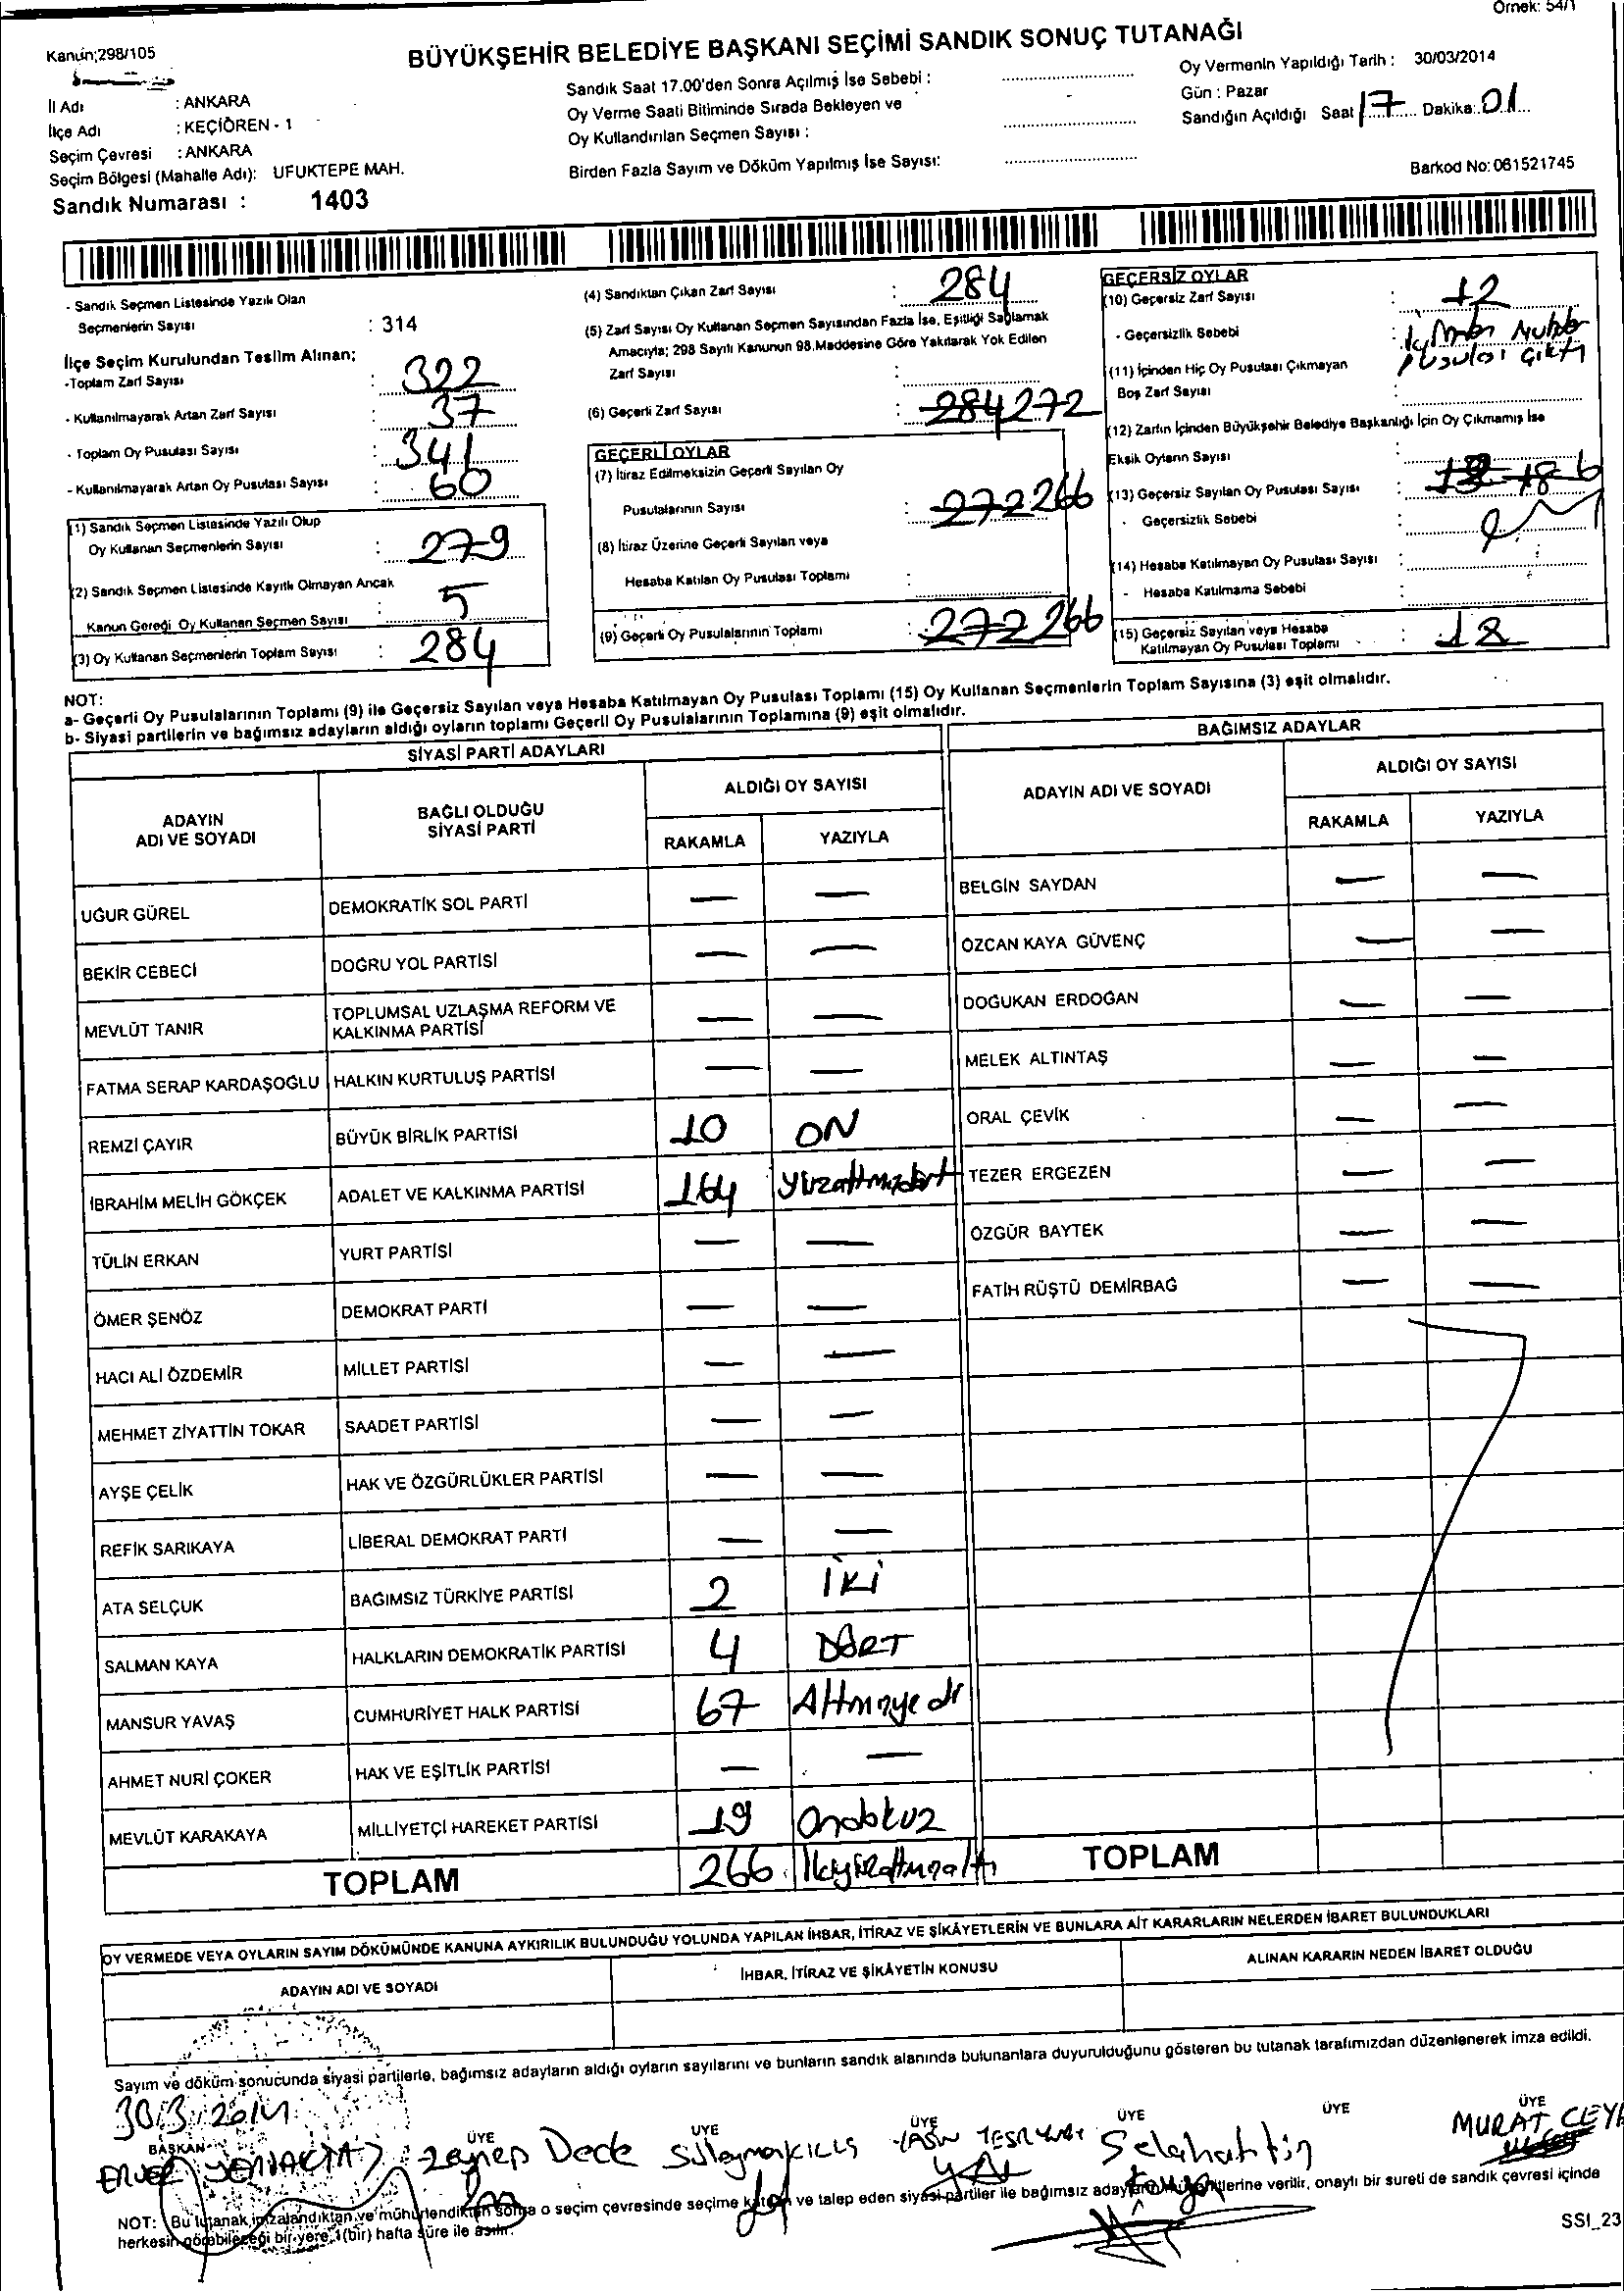 Örnek: 54/1
Kanun;298/105
BÜYÜKŞEHİR BELEDİYE BAŞKANI SEÇİMİ SANDIK SONUÇ TUTANAĞI
İl Adı : ANKARA
İlçe Adı : KEÇİÖREN - 1
Seçim Çevresi : ANKARA
Seçim Bölgesi (Mahalle Adı): UFUKTEPE MAH.
Sandık Numarası : 1403
Sandık Saat 17.00'den Sonra Açılmış İse Sebebi :
Oy Verme Saati Bitiminde Sırada Bekleyen ve
Oy Kullandırılan Seçmen Sayısı :
Birden Fazla Sayım ve Döküm Yapılmış İse Sayısı:
Oy Vermenin Yapıldığı Tarih : 30/03/2014
Gün : Pazar
Sandığın Açıldığı Saat 17 Dakika: 01
Barkod No: 061521745
- Sandık Seçmen Listesinde Yazılı Olan
Seçmenlerin Sayısı : 314
İlçe Seçim Kurulundan Teslim Alınan;
-Toplam Zarf Sayısı : 322
- Kullanılmayarak Artan Zarf Sayısı : 37
- Toplam Oy Pusulası Sayısı : 341
- Kullanılmayarak Artan Oy Pusulası Sayısı : 60
(1) Sandık Seçmen Listesinde Yazılı Olup
Oy Kullanan Seçmenlerin Sayısı : 279
(2) Sandık Seçmen Listesinde Kayıtlı Olmayan Ancak
Kanun Gereği Oy Kullanan Seçmen Sayısı : 5
(3) Oy Kullanan Seçmenlerin Toplam Sayısı : 284
(4) Sandıktan Çıkan Zarf Sayısı : 284
(5) Zarf Sayısı Oy Kullanan Seçmen Sayısından Fazla İse, Eşitliği Sağlamak
Amacıyla; 298 Sayılı Kanunun 98.Maddesine Göre Yakılarak Yok Edilen
Zarf Sayısı :
(6) Geçerli Zarf Sayısı : 284 272
GEÇERLİ OYLAR
(7) İtiraz Edilmeksizin Geçerli Sayılan Oy
Pusulalarının Sayısı : 272 266
(8) İtiraz Üzerine Geçerli Sayılan veya
Hesaba Katılan Oy Pusulası Toplamı :
(9) Geçerli Oy Pusulalarının Toplamı : 272 266
GEÇERSİZ OYLAR
(10) Geçersiz Zarf Sayısı : 12
- Geçersizlik Sebebi : içinden Muhtar
pusulası çıktı
(11) İçinden Hiç Oy Pusulası Çıkmayan
Boş Zarf Sayısı :
(12) Zarfın İçinden Büyükşehir Belediye Başkanlığı İçin Oy Çıkmamış İse
Eksik Oyların Sayısı :
(13) Geçersiz Sayılan Oy Pusulası Sayısı : 18 6
- Geçersizlik Sebebi :
(14) Hesaba Katılmayan Oy Pusulası Sayısı :
- Hesaba Katılmama Sebebi :
(15) Geçersiz Sayılan veya Hesaba
Katılmayan Oy Pusulası Toplamı : 18
NOT:
a- Geçerli Oy Pusulalarının Toplamı (9) ile Geçersiz Sayılan veya Hesaba Katılmayan Oy Pusulası Toplamı (15) Oy Kullanan Seçmenlerin Toplam Sayısına (3) eşit olmalıdır.
b- Siyasi partilerin ve bağımsız adayların aldığı oyların toplamı Geçerli Oy Pusulalarının Toplamına (9) eşit olmalıdır.
SİYASİ PARTİ ADAYLARI
ADAYIN ADI VE SOYADI BAĞLI OLDUĞU SİYASİ PARTİ ALDIĞI OY SAYISI
RAKAMLA YAZIYLA
UĞUR GÜREL DEMOKRATİK SOL PARTİ — —
BEKİR CEBECİ DOĞRU YOL PARTİSİ — —
MEVLÜT TANIR TOPLUMSAL UZLAŞMA REFORM VE KALKINMA PARTİSİ — —
FATMA SERAP KARDAŞOĞLU HALKIN KURTULUŞ PARTİSİ — —
REMZİ ÇAYIR BÜYÜK BİRLİK PARTİSİ 10 ON
İBRAHİM MELİH GÖKÇEK ADALET VE KALKINMA PARTİSİ 164 Yüzaltmışdört
TÜLİN ERKAN YURT PARTİSİ — —
ÖMER ŞENÖZ DEMOKRAT PARTİ — —
HACI ALİ ÖZDEMİR MİLLET PARTİSİ — —
MEHMET ZİYATTİN TOKAR SAADET PARTİSİ — —
AYŞE ÇELİK HAK VE ÖZGÜRLÜKLER PARTİSİ — —
REFİK SARIKAYA LİBERAL DEMOKRAT PARTİ — —
ATA SELÇUK BAĞIMSIZ TÜRKİYE PARTİSİ 2 İKİ
SALMAN KAYA HALKLARIN DEMOKRATİK PARTİSİ 4 DÖRT
MANSUR YAVAŞ CUMHURİYET HALK PARTİSİ 67 Altmışyedi
AHMET NURİ ÇOKER HAK VE EŞİTLİK PARTİSİ — —
MEVLÜT KARAKAYA MİLLİYETÇİ HAREKET PARTİSİ 19 Ondokuz
TOPLAM 266 İkiyüzaltmışaltı
BAĞIMSIZ ADAYLAR
ADAYIN ADI VE SOYADI ALDIĞI OY SAYISI
RAKAMLA YAZIYLA
BELGİN SAYDAN — —
ÖZCAN KAYA GÜVENÇ — —
DOĞUKAN ERDOĞAN — —
MELEK ALTINTAŞ — —
ORAL ÇEVİK — —
TEZER ERGEZEN — —
ÖZGÜR BAYTEK — —
FATİH RÜŞTÜ DEMİRBAĞ — —
TOPLAM
OY VERMEDE VEYA OYLARIN SAYIM DÖKÜMÜNDE KANUNA AYKIRILIK BULUNDUĞU YOLUNDA YAPILAN İHBAR, İTİRAZ VE ŞİKÂYETLERİN VE BUNLARA AİT KARARLARIN NELERDEN İBARET BULUNDUKLARI
ADAYIN ADI VE SOYADI İHBAR, İTİRAZ VE ŞİKÂYETİN KONUSU ALINAN KARARIN NEDEN İBARET OLDUĞU
Sayım ve döküm sonucunda siyasi partilerle, bağımsız adayların aldığı oyların sayılarını ve bunların sandık alanında bulunanlara duyurulduğunu gösteren bu tutanak tarafımızdan düzenlenerek imza edildi.
30/3/2014
BAŞKAN ÜYE ÜYE ÜYE ÜYE ÜYE ÜYE
Zeynep Dede Süleyman KILIÇ Selahattin MURAT
NOT: Bu tutanak imzalandıktan ve mühürlendikten sonra o seçim çevresinde seçime katılan ve talep eden siyasi partiler ile bağımsız adayların müşahitlerine verilir, onaylı bir sureti de sandık çevresi içinde
herkesin görebileceği bir yere 1(bir) hafta süre ile asılır.
SSI_23